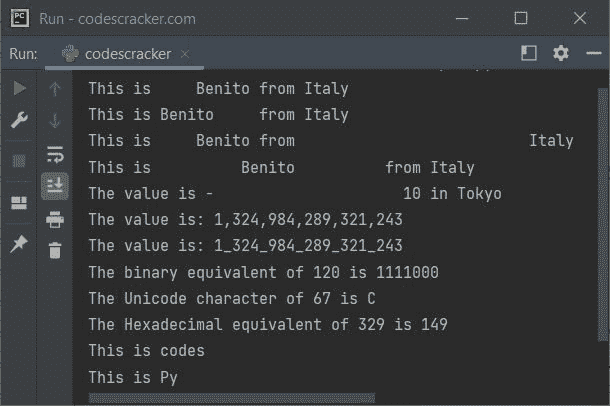 PC Run - codescracker.com
Run: codescracker
This is     Benito from Italy
This is Benito     from Italy
This is     Benito from                          Italy
This is          Benito          from Italy
The value is -                     10 in Tokyo
The value is: 1,324,984,289,321,243
The value is: 1_324_984_289_321_243
The binary equivalent of 120 is 1111000
The Unicode character of 67 is C
The Hexadecimal equivalent of 329 is 149
This is codes
This is Py